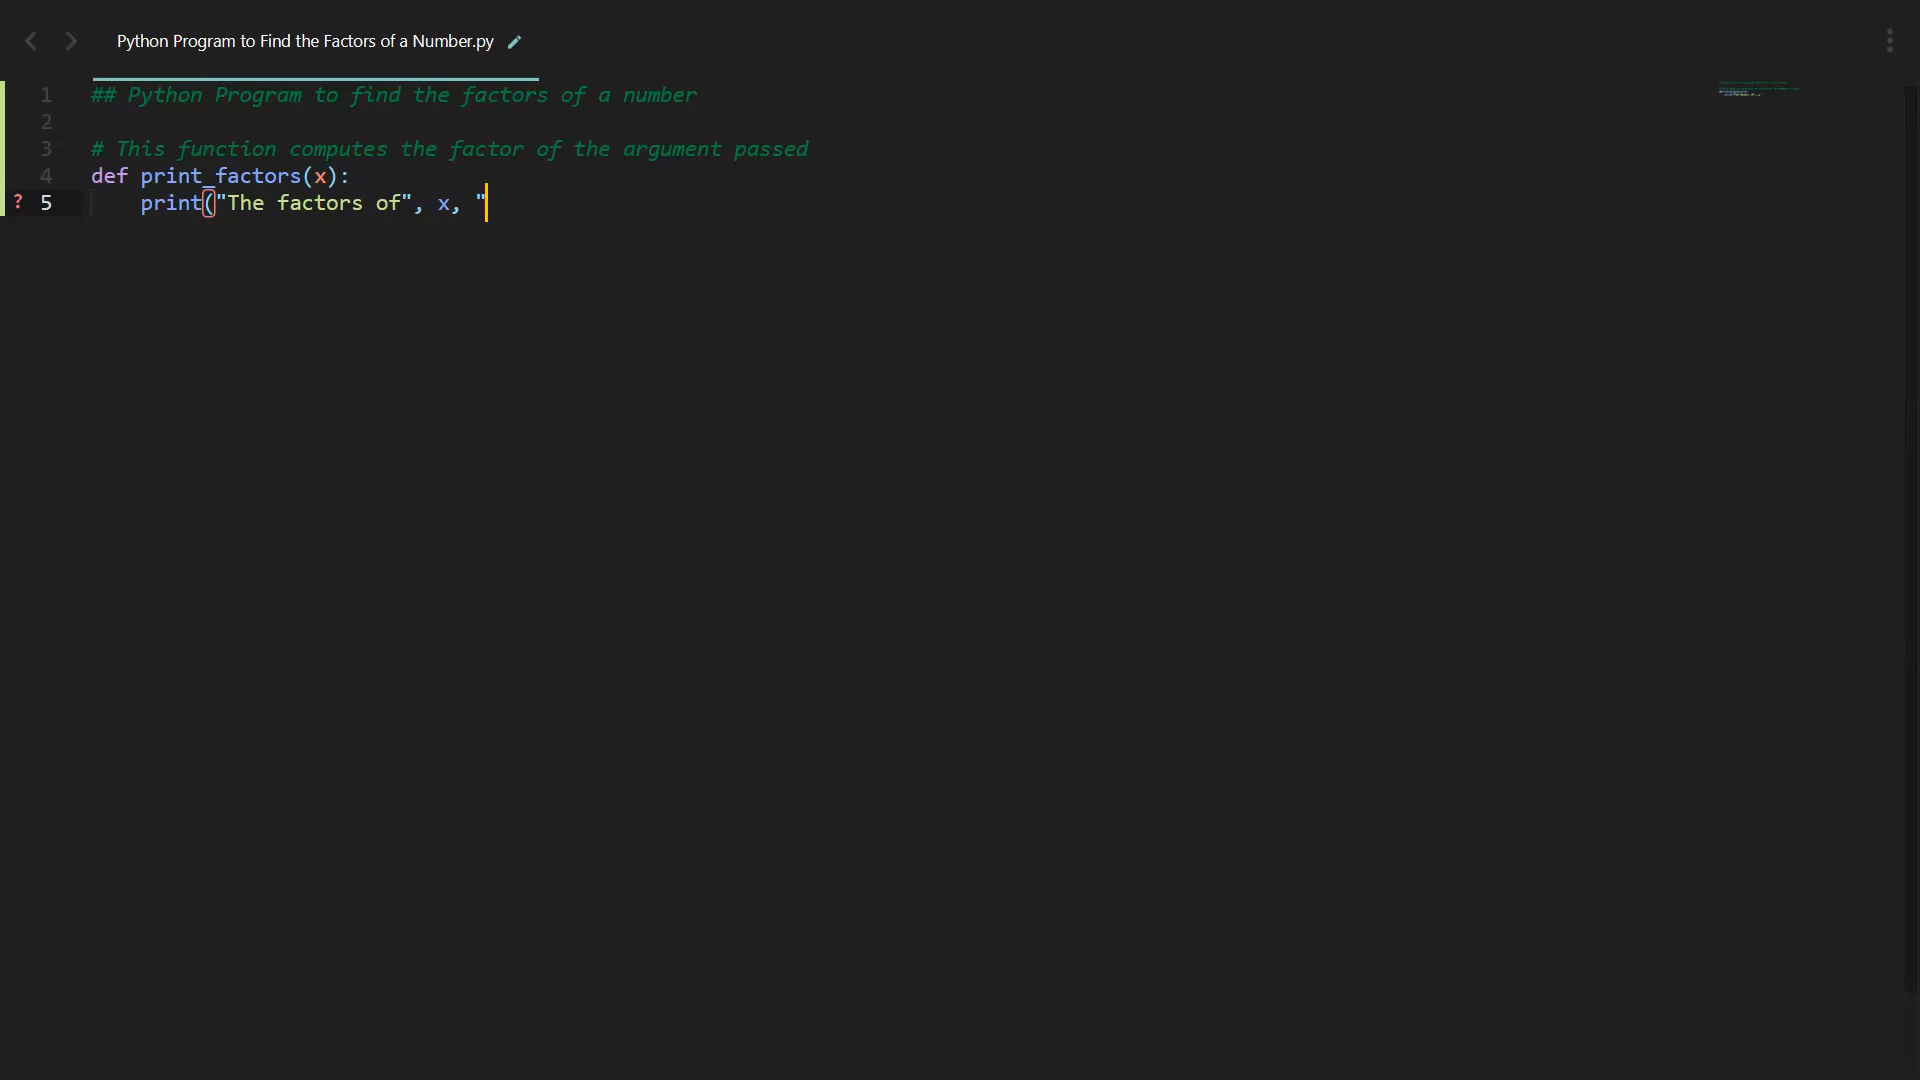 Python Program to Find the Factors of a Number.py
1 ## Python Program to find the factors of a number
2
3 # This function computes the factor of the argument passed
4 def print_factors(x):
? 5 print("The factors of", x, "